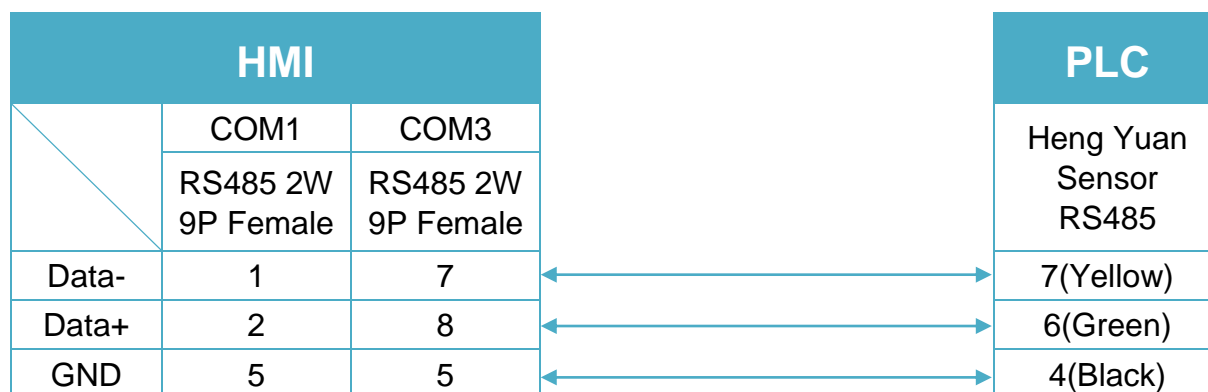 HMI
PLC
COM1
COM3
RS485 2W
9P Female
RS485 2W
9P Female
Heng Yuan
Sensor
RS485
Data-
1
7
7(Yellow)
Data+
2
8
6(Green)
GND
5
5
4(Black)